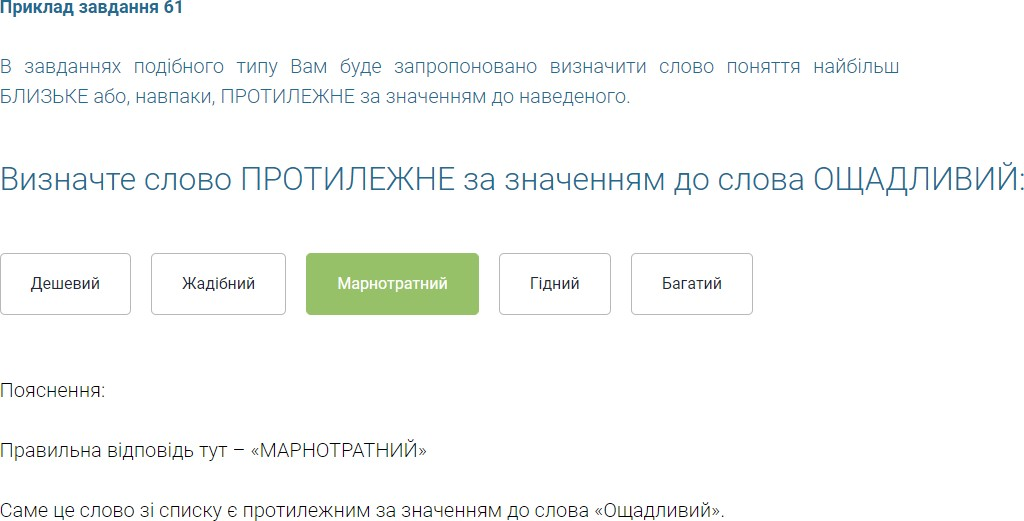 Приклад завдання 61
В завданнях подібного типу Вам буде запропоновано визначити слово поняття найбільш
БЛИЗЬКЕ або, навпаки, ПРОТИЛЕЖНЕ за значенням до наведеного.
Визначте слово ПРОТИЛЕЖНЕ за значенням до слова ОЩАДЛИВИЙ:
Дешевий Жадібний Марнотратний Гідний Багатий
Пояснення:
Правильна відповідь тут – «МАРНОТРАТНИЙ»
Саме це слово зі списку є протилежним за значенням до слова «Ощадливий».